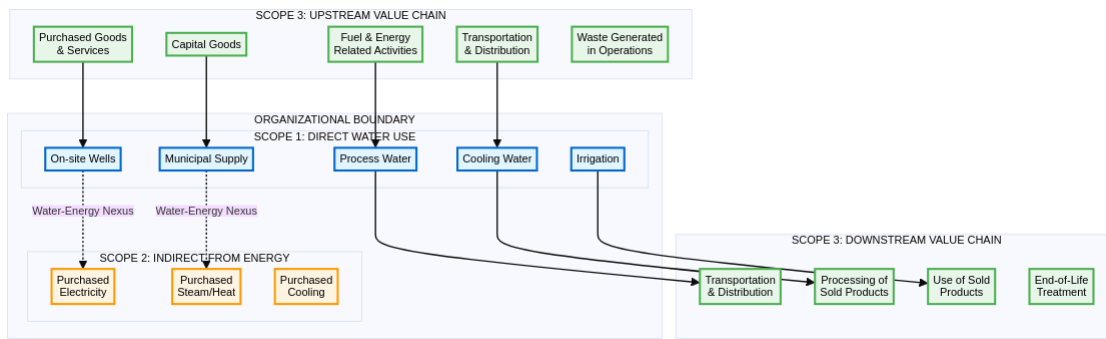 SCOPE 3: UPSTREAM VALUE CHAIN
Purchased Goods
& Services
Capital Goods
Fuel & Energy
Related Activities
Transportation
& Distribution
Waste Generated
in Operations
ORGANIZATIONAL BOUNDARY
SCOPE 1: DIRECT WATER USE
On-site Wells
Municipal Supply
Process Water
Cooling Water
Irrigation
Water-Energy Nexus
Water-Energy Nexus
SCOPE 2: INDIRECT FROM ENERGY
Purchased
Electricity
Purchased
Steam/Heat
Purchased
Cooling
SCOPE 3: DOWNSTREAM VALUE CHAIN
Transportation
& Distribution
Processing of
Sold Products
Use of Sold
Products
End-of-Life
Treatment